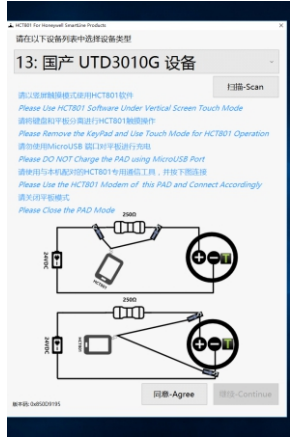 HCT801 For Honeywell SmartLine Products
请在以下设备列表中选择设备类型
13: 国产 UTD3010G 设备
扫描-Scan
请以竖屏触摸模式使用HCT801软件
Please Use HCT801 Software Under Vertical Screen Touch Mode
请将键盘和平板分离进行HCT801触摸操作
Please Remove the KeyPad and Use Touch Mode for HCT801 Operation
请勿使用MicroUSB 端口对平板进行充电
Please DO NOT Charge the PAD using MicroUSB Port
请使用与本机配对的HCT801专用通信工具，并按下图连接
Please Use the HCT801 Modem of this PAD and Connect Accordingly
请关闭平板模式
Please Close the PAD Mode
250Ω
24VDC
HCT801
T
250Ω
24VDC
HCT801
T
同意-Agree
继续-Continue
版本码: 0x050D9195